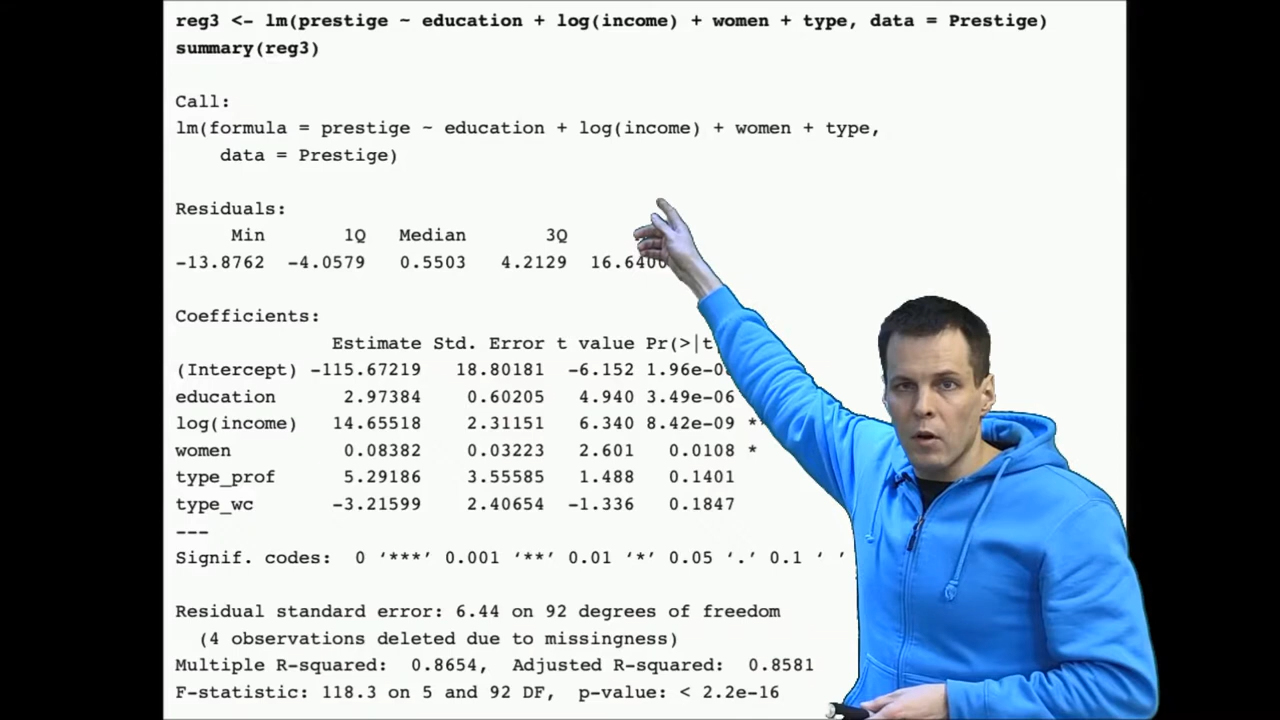 reg3 <- lm(prestige ~ education + log(income) + women + type, data = Prestige)
summary(reg3)
Call:
lm(formula = prestige ~ education + log(income) + women + type,
data = Prestige)
Residuals:
Min 1Q Median 3Q
-13.8762 -4.0579 0.5503 4.2129
Coefficients:
Estimate Std. Error t value Pr(>|t
(Intercept) -115.67219 18.80181 -6.152
education 2.97384 0.60205 4.940 3.49e-06
log(income) 14.65518 2.31151 6.340 8.42e-09 *
women 0.08382 0.03223 2.601 0.0108 *
type_prof 5.29186 3.55585 1.488 0.1401
type_wc -3.21599 2.40654 -1.336 0.1847
---
Signif. codes: 0 ‘***’ 0.001 ‘**’ 0.01 ‘*’ 0.05 ‘.’ 0.1 ‘ ’
Residual standard error: 6.44 on 92 degrees of freedom
(4 observations deleted due to missingness)
Multiple R-squared: 0.8654, Adjusted R-squared: 0.8581
F-statistic: 118.3 on 5 and 92 DF, p-value: < 2.2e-16